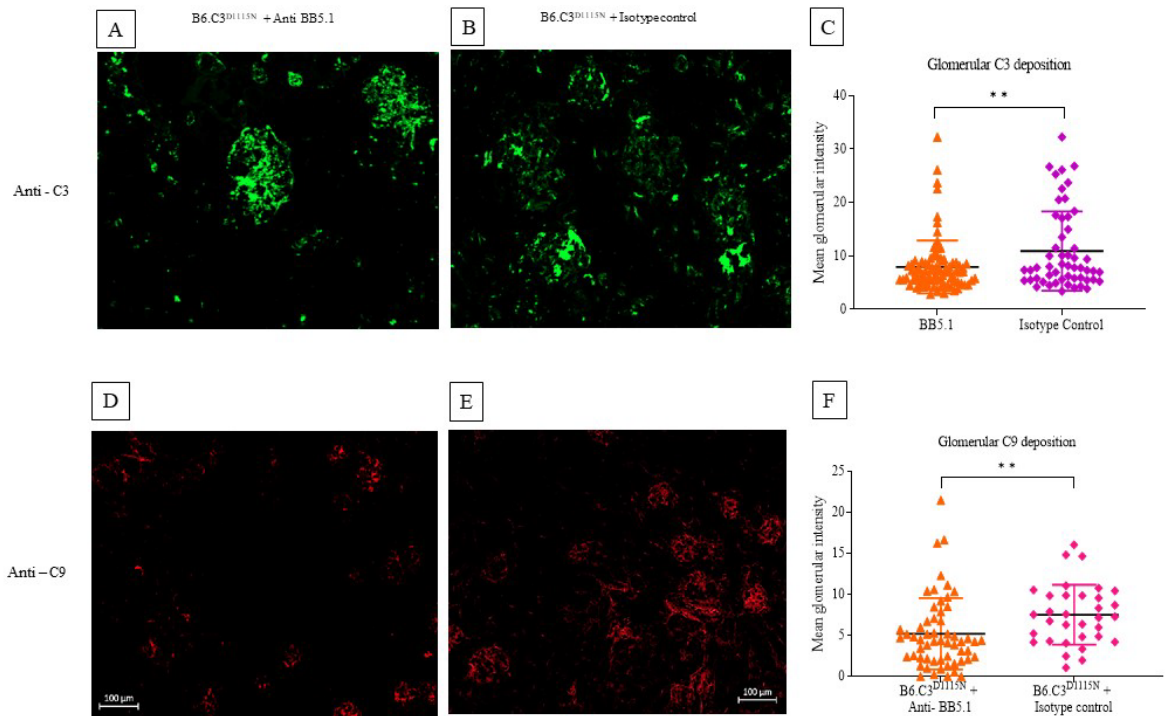 A
B6.C3D1115N + Anti BB5.1
B
B6.C3D1115N + Isotypecontrol
C
Glomerular C3 deposition
**
40
30
20
10
0
Mean glomerular intensity
BB5.1
Isotype Control
Anti - C3
D
E
F
Glomerular C9 deposition
**
25
20
15
10
5
0
Mean glomerular intensity
B6.C3D1115N +
Anti- BB5.1
B6.C3D1115N +
Isotype control
Anti – C9
100 µm
100 µm